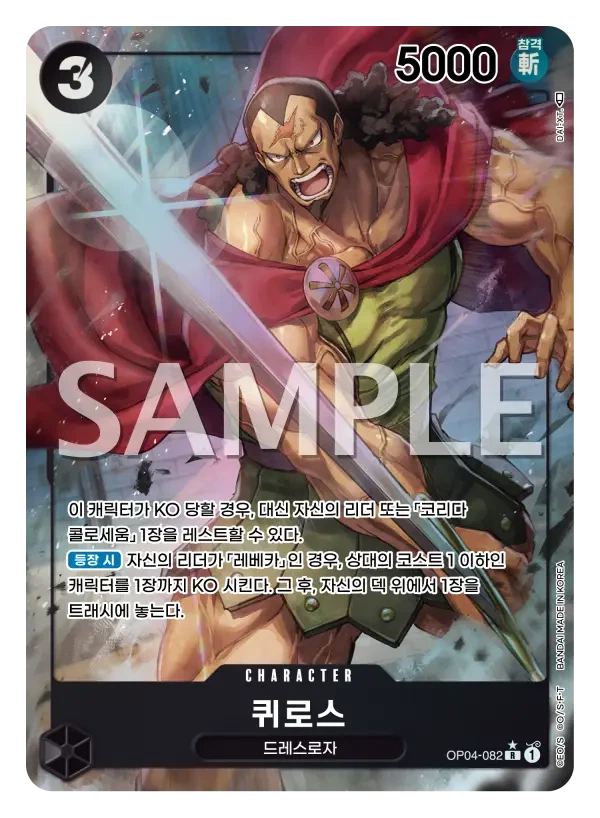 3
5000
참격
斬
SAMPLE
이 캐릭터가 KO 당할 경우, 대신 자신의 리더 또는 「코리다
콜로세움」 1장을 레스트할 수 있다.
등장 시 자신의 리더가 「레베카」인 경우, 상대의 코스트 1 이하인
캐릭터를 1장까지 KO 시킨다. 그 후, 자신의 덱 위에서 1장을
트래시에 놓는다.
CHARACTER
퀴로스
드레스로자
OP04-082 R 1
DAI-XT.
BANDAI MADE IN KOREA
©EO/S ©O/S·F·T